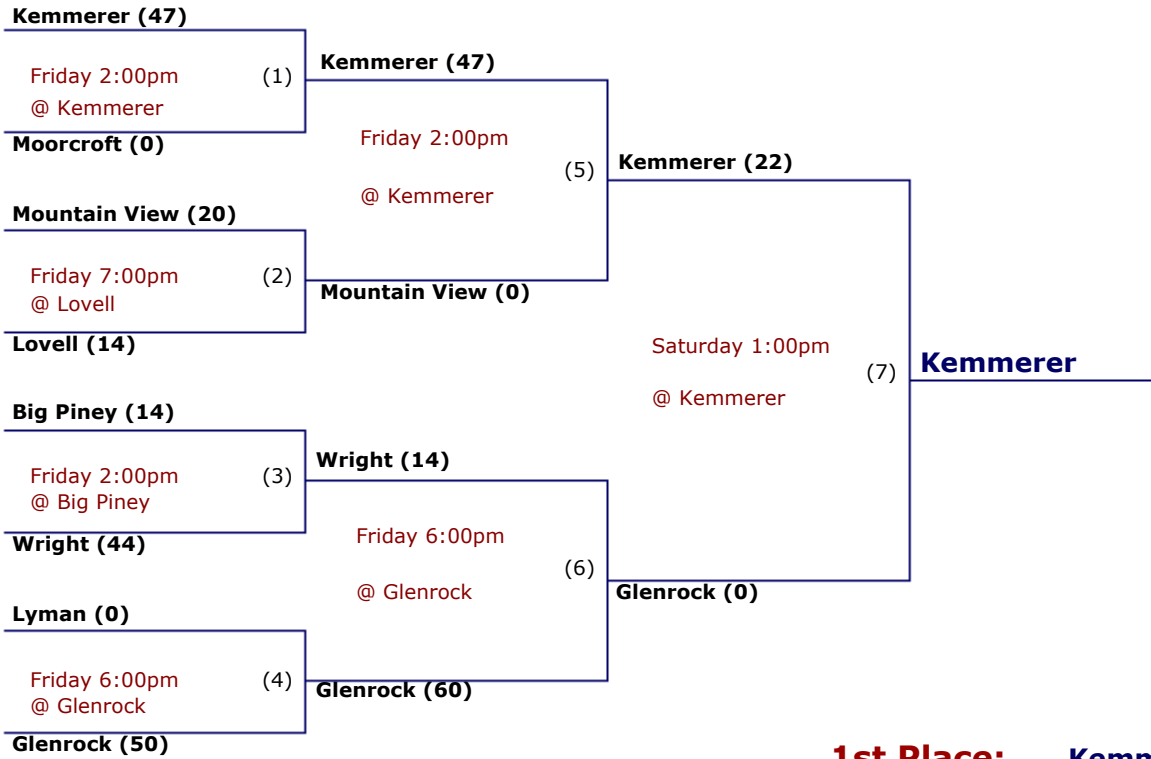 Kemmerer (47)
Friday 2:00pm (1)
@ Kemmerer
Moorcroft (0)
Mountain View (20)
Friday 7:00pm (2)
@ Lovell
Lovell (14)
Big Piney (14)
Friday 2:00pm (3)
@ Big Piney
Wright (44)
Lyman (0)
Friday 6:00pm (4)
@ Glenrock
Glenrock (50)
Kemmerer (47)
Friday 2:00pm
(5)
@ Kemmerer
Mountain View (0)
Wright (14)
Friday 6:00pm
(6)
@ Glenrock
Glenrock (60)
Kemmerer (22)
Saturday 1:00pm
(7)
@ Kemmerer
Glenrock (0)
Kemmerer
1st Place: